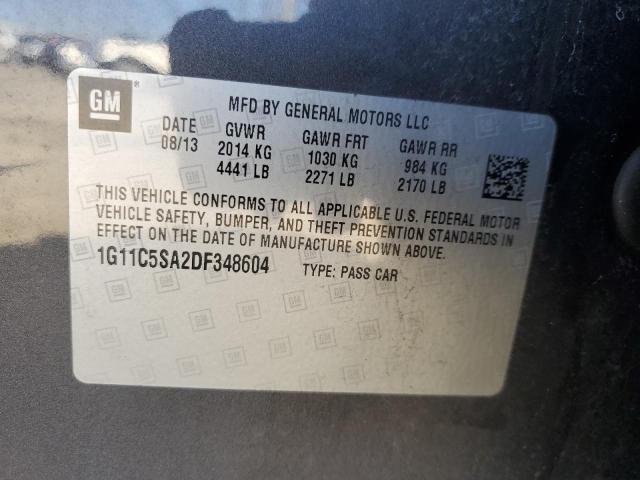 GM
MFD BY GENERAL MOTORS LLC
DATE GVWR GAWR FRT GAWR RR
08/13 2014 KG 1030 KG 984 KG
4441 LB 2271 LB 2170 LB
THIS VEHICLE CONFORMS TO ALL APPLICABLE U.S. FEDERAL MOTOR
VEHICLE SAFETY, BUMPER, AND THEFT PREVENTION STANDARDS IN
EFFECT ON THE DATE OF MANUFACTURE SHOWN ABOVE.
1G11C5SA2DF348604 TYPE: PASS CAR